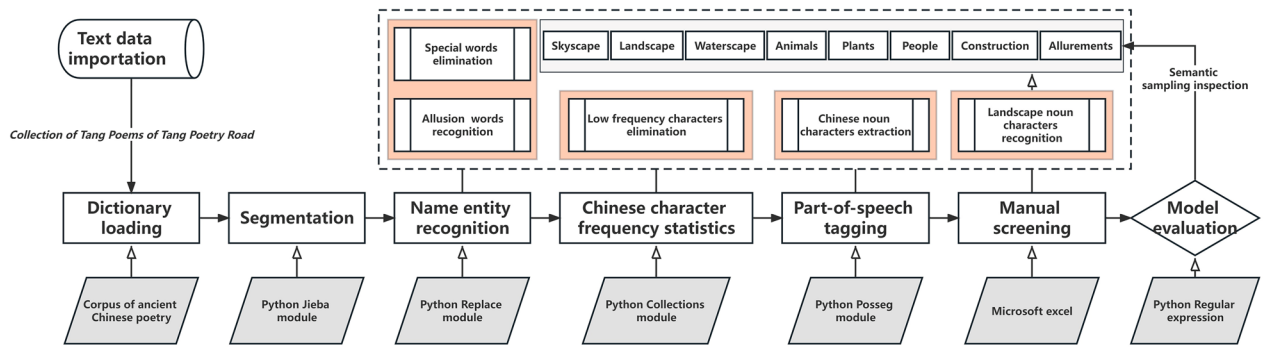 Text data
importation
Collection of Tang Poems of Tang Poetry Road
Special words
elimination
Allusion words
recognition
Skyscape
Landscape
Waterscape
Animals
Plants
People
Construction
Allurements
Low frequency characters
elimination
Chinese noun
characters extraction
Landscape noun
characters
recognition
Semantic
sampling inspection
Dictionary
loading
Segmentation
Name entity
recognition
Chinese character
frequency statistics
Part-of-speech
tagging
Manual
screening
Model
evaluation
Corpus of ancient
Chinese poetry
Python Jieba
module
Python Replace
module
Python Collections
module
Python Posseg
module
Microsoft excel
Python Regular
expression